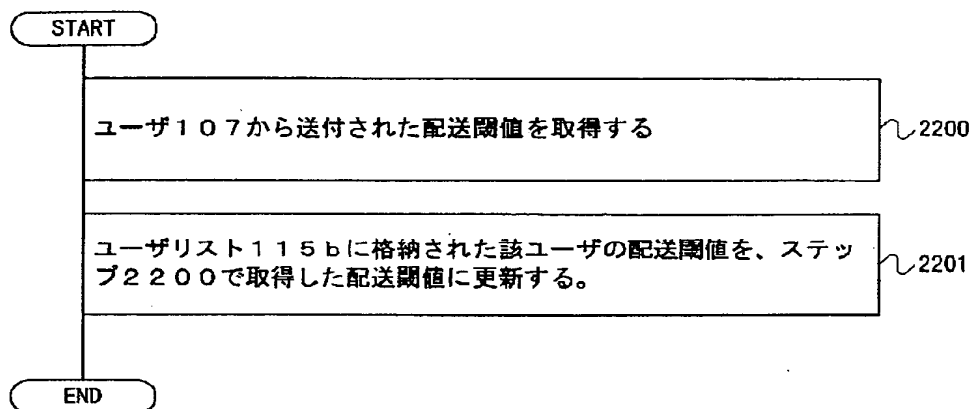 START
ユーザ１０７から送付された配送閾値を取得する
2200
ユーザリスト１１５ｂに格納された該ユーザの配送閾値を、ステッ
プ２２００で取得した配送閾値に更新する。
2201
END